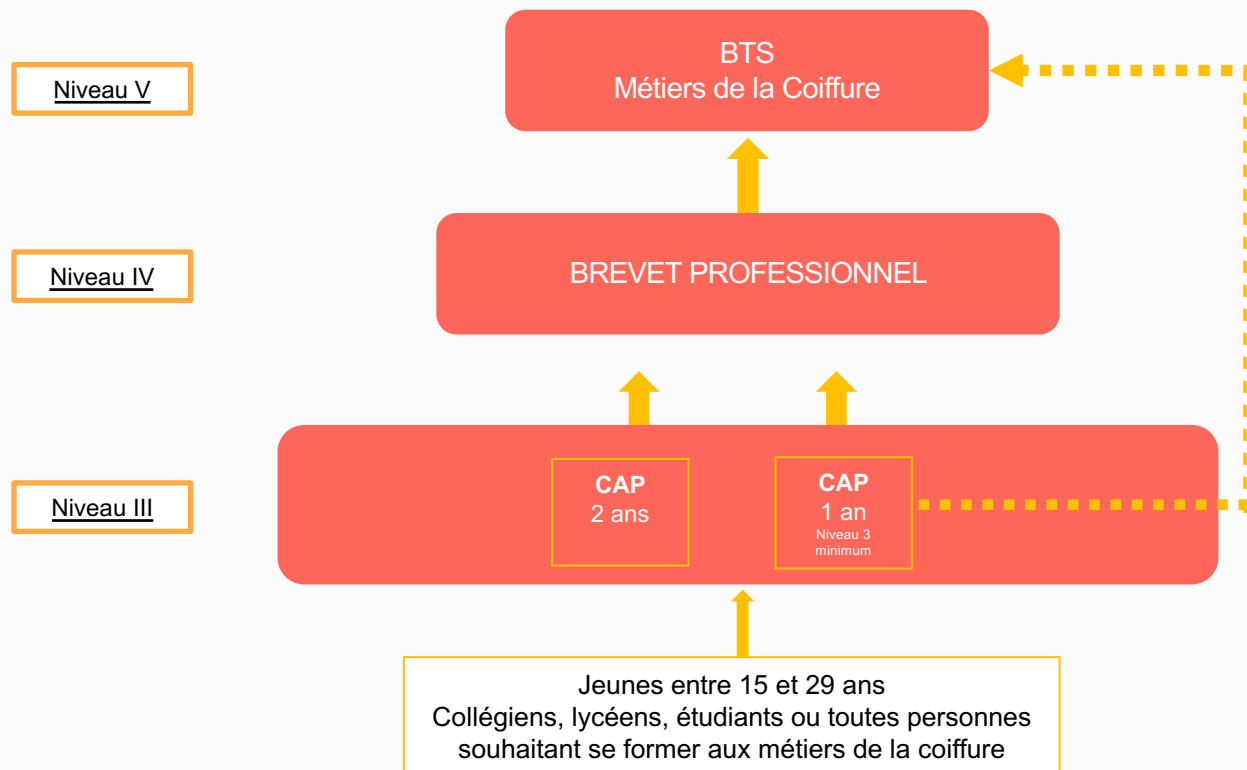 Niveau V
BTS
Métiers de la Coiffure
Niveau IV
BREVET PROFESSIONNEL
Niveau III
CAP
2 ans
CAP
1 an
Niveau 3
minimum
Jeunes entre 15 et 29 ans
Collégiens, lycéens, étudiants ou toutes personnes
souhaitant se former aux métiers de la coiffure